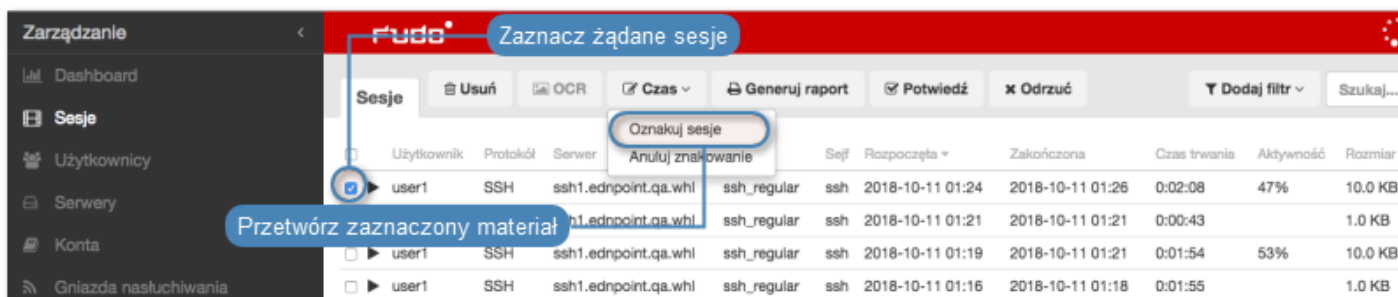 Zarządzanie
fudo
Zaznacz żądane sesje
Dashboard
Sesje
Usuń
OCR
Czas
Generuj raport
Potwiedź
Odrzuć
Dodaj filtr
Szukaj...
Oznakuj sesje
Anuluj znakowanie
Sesje
Użytkownicy
Użytkownik Protokół Serwer Sejf Rozpoczęta Zakończona Czas trwania Aktywność Rozmiar
user1 SSH ssh1.ednpoint.qa.whl ssh_regular ssh 2018-10-11 01:24 2018-10-11 01:26 0:02:08 47% 10.0 KB
Serwery
Przetwórz zaznaczony materiał
h1.ednpoint.qa.whl ssh_regular ssh 2018-10-11 01:21 2018-10-11 01:21 0:00:43 1.0 KB
Konta
user1 SSH ssh1.ednpoint.qa.whl ssh_regular ssh 2018-10-11 01:19 2018-10-11 01:21 0:01:54 53% 10.0 KB
Gniazda nasłuchiwania
user1 SSH ssh1.ednpoint.qa.whl ssh_regular ssh 2018-10-11 01:16 2018-10-11 01:18 0:01:55 1.0 KB